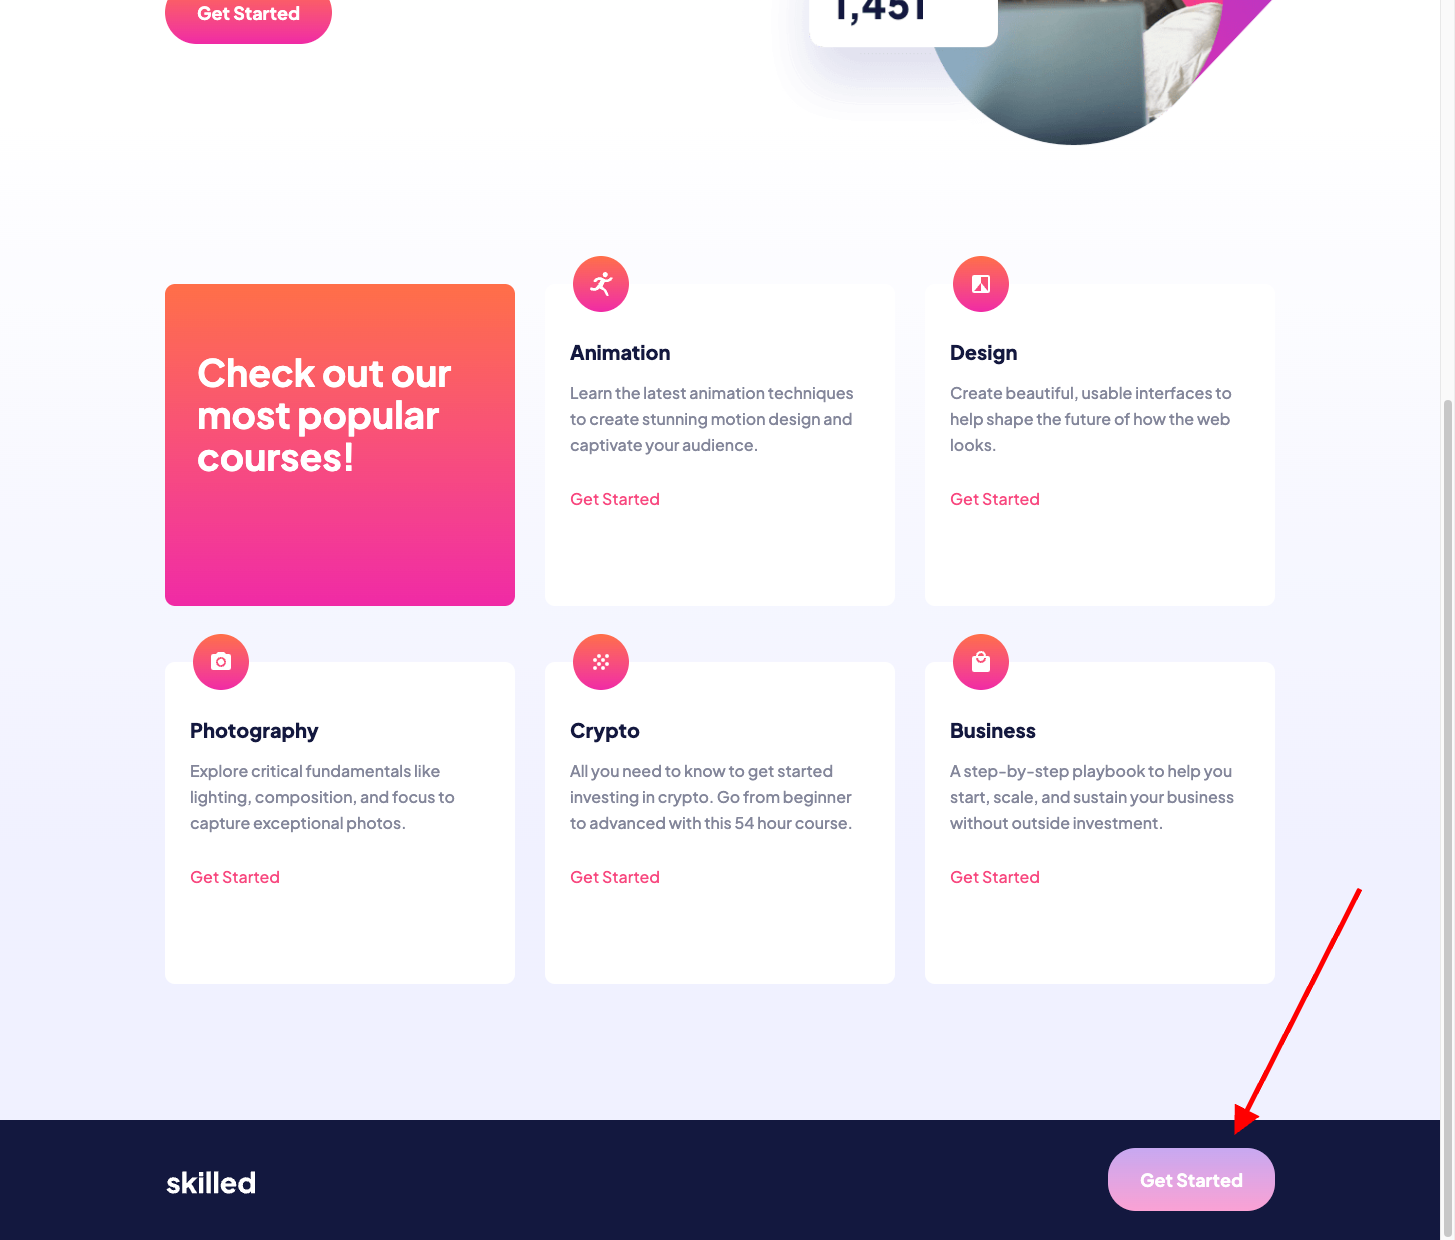 Get Started
1,451
Check out our
most popular
courses!
Animation
Learn the latest animation techniques
to create stunning motion design and
captivate your audience.
Get Started
Design
Create beautiful, usable interfaces to
help shape the future of how the web
looks.
Get Started
Photography
Explore critical fundamentals like
lighting, composition, and focus to
capture exceptional photos.
Get Started
Crypto
All you need to know to get started
investing in crypto. Go from beginner
to advanced with this 54 hour course.
Get Started
Business
A step-by-step playbook to help you
start, scale, and sustain your business
without outside investment.
Get Started
skilled
Get Started